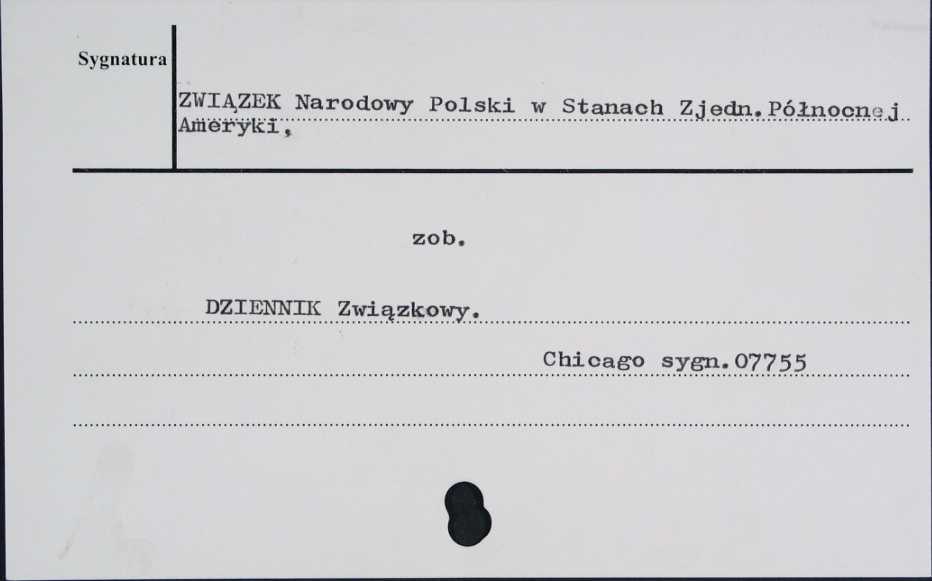 Sygnatura
ZWIĄZEK Narodowy Polski w Stanach Zjedn.Północnej
Ameryki,
zob.
DZIENNIK Związkowy.
Chicago sygn.07755